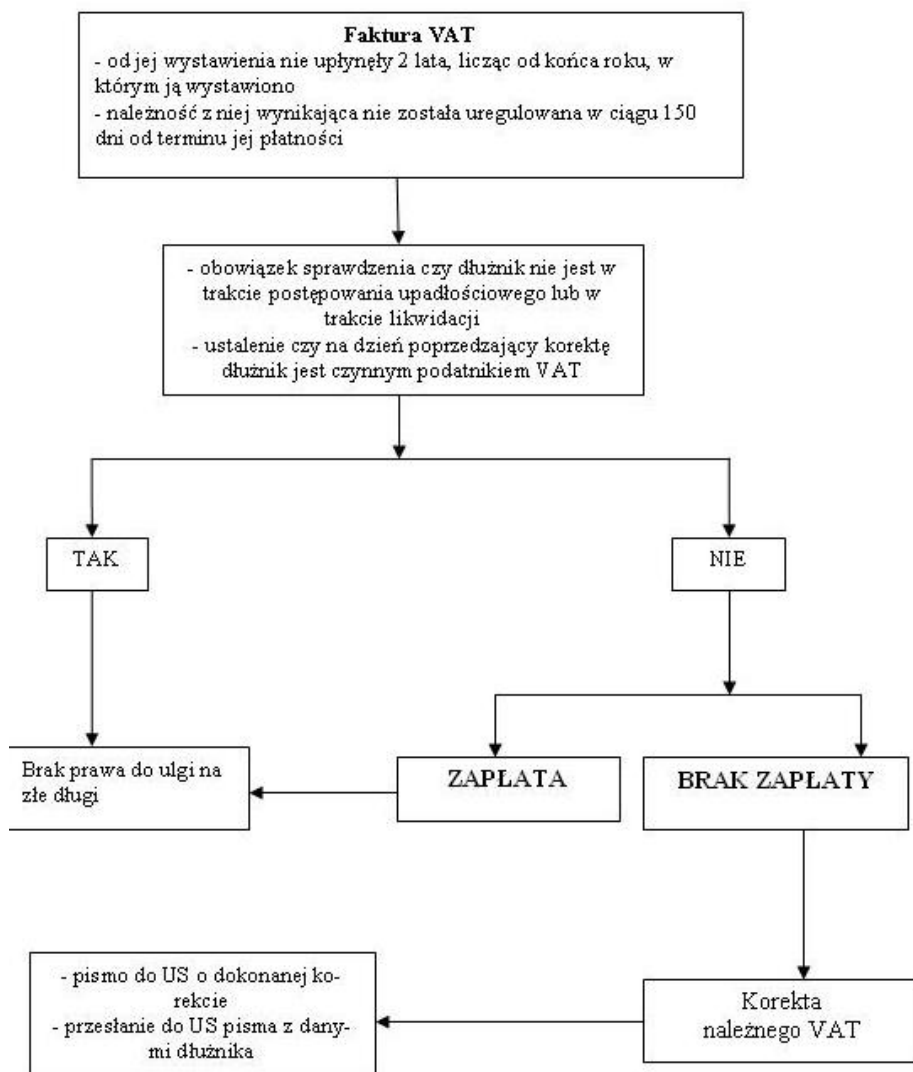 Faktura VAT
- od jej wystawienia nie upłynęły 2 lata, licząc od końca roku, w
którym ją wystawiono
- należność z niej wynikająca nie została uregulowana w ciągu 150
dni od terminu jej płatności
- obowiązek sprawdzenia czy dłużnik nie jest w
trakcie postępowania upadłościowego lub w
trakcie likwidacji
- ustalenie czy na dzień poprzedzający korektę
dłużnik jest czynnym podatnikiem VAT
TAK
NIE
Brak prawa do ulgi na
złe długi
ZAPŁATA
BRAK ZAPŁATY
- pismo do US o dokonanej ko-
rekcie
- przesłanie do US pisma z dany-
mi dłużnika
Korekta
należnego VAT